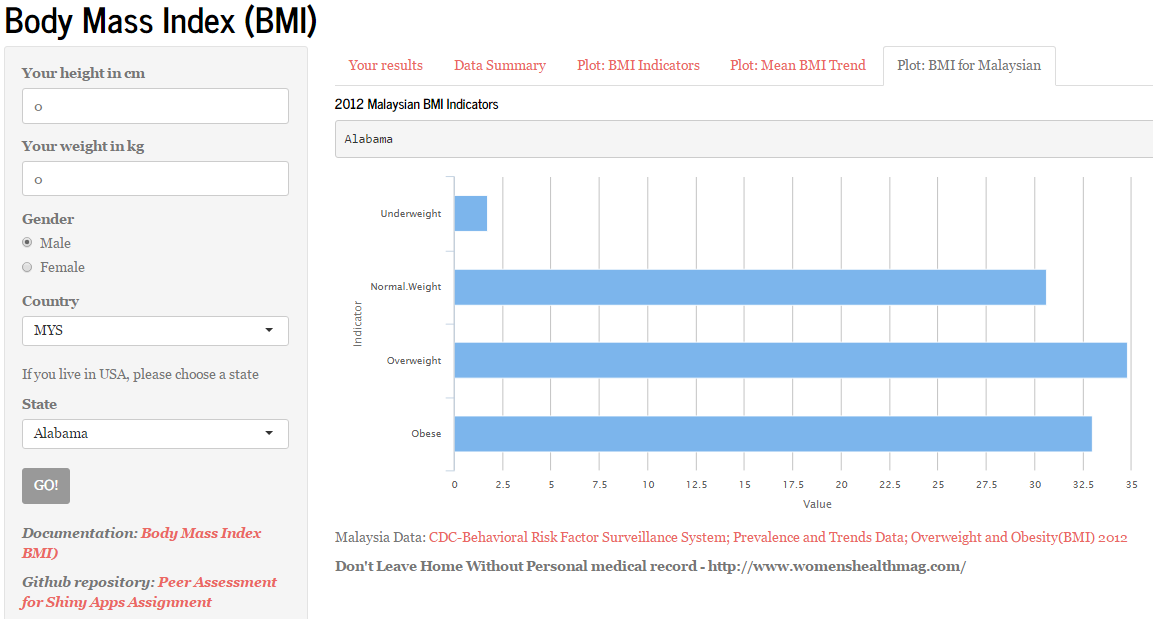 Body Mass Index (BMI)
Your height in cm
0
Your weight in kg
0
Gender
Male
Female
Country
MYS
If you live in USA, please choose a state
State
Alabama
GO!
Documentation: Body Mass Index
BMI)
Github repository: Peer Assessment
for Shiny Apps Assignment
Your results Data Summary Plot: BMI Indicators Plot: Mean BMI Trend Plot: BMI for Malaysian
2012 Malaysian BMI Indicators
Alabama
Indicator
Underweight
Normal.Weight
Overweight
Obese
0 2.5 5 7.5 10 12.5 15 17.5 20 22.5 25 27.5 30 32.5 35
Value
Malaysia Data: CDC-Behavioral Risk Factor Surveillance System; Prevalence and Trends Data; Overweight and Obesity(BMI) 2012
Don't Leave Home Without Personal medical record - http://www.womenshealthmag.com/